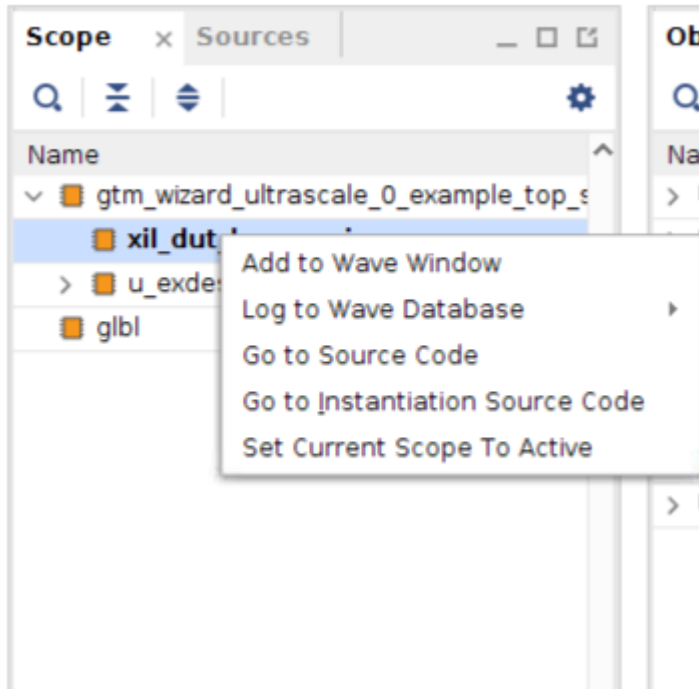 Scope × Sources
Name
gtm_wizard_ultrascale_0_example_top_s
xil_dut
u_exdes
glbl
Add to Wave Window
Log to Wave Database
Go to Source Code
Go to Instantiation Source Code
Set Current Scope To Active
Ob
Na